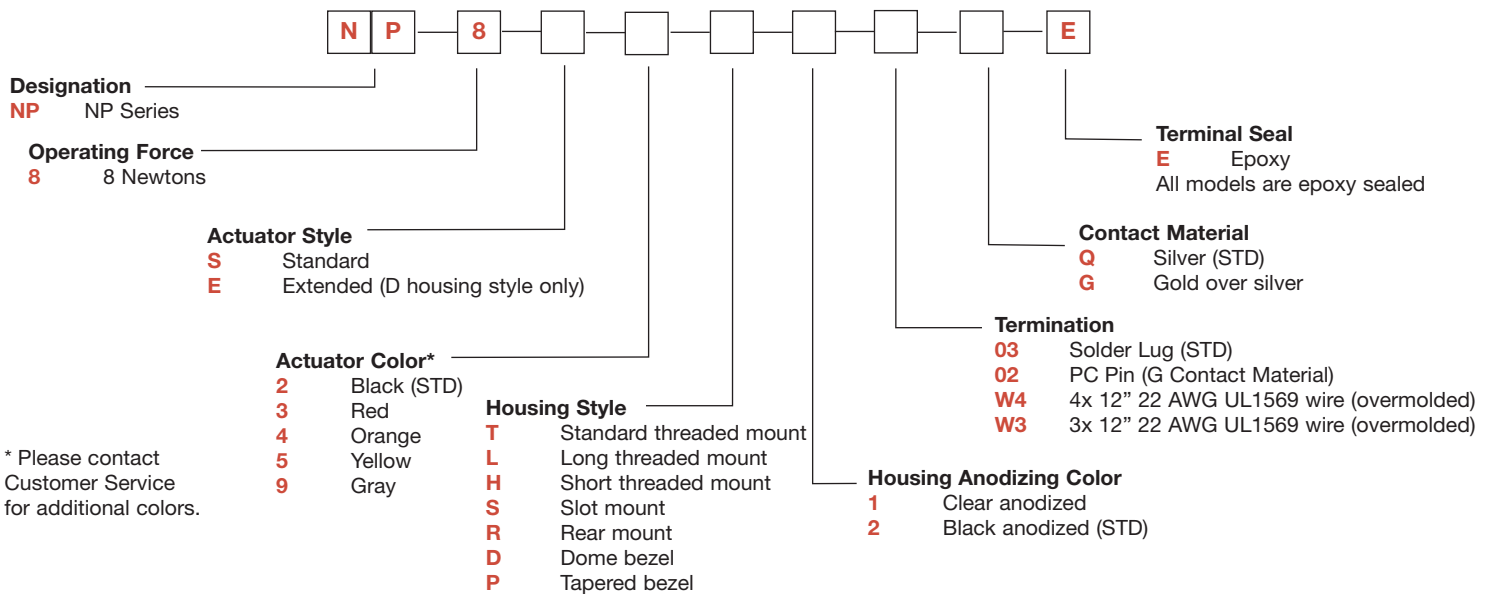 N P 8 E
Designation
NP NP Series
Operating Force
8 8 Newtons
Actuator Style
S Standard
E Extended (D housing style only)
Actuator Color*
2 Black (STD)
3 Red
4 Orange
5 Yellow
9 Gray
* Please contact
Customer Service
for additional colors.
Housing Style
T Standard threaded mount
L Long threaded mount
H Short threaded mount
S Slot mount
R Rear mount
D Dome bezel
P Tapered bezel
Housing Anodizing Color
1 Clear anodized
2 Black anodized (STD)
Termination
03 Solder Lug (STD)
02 PC Pin (G Contact Material)
W4 4x 12” 22 AWG UL1569 wire (overmolded)
W3 3x 12” 22 AWG UL1569 wire (overmolded)
Contact Material
Q Silver (STD)
G Gold over silver
Terminal Seal
E Epoxy
All models are epoxy sealed